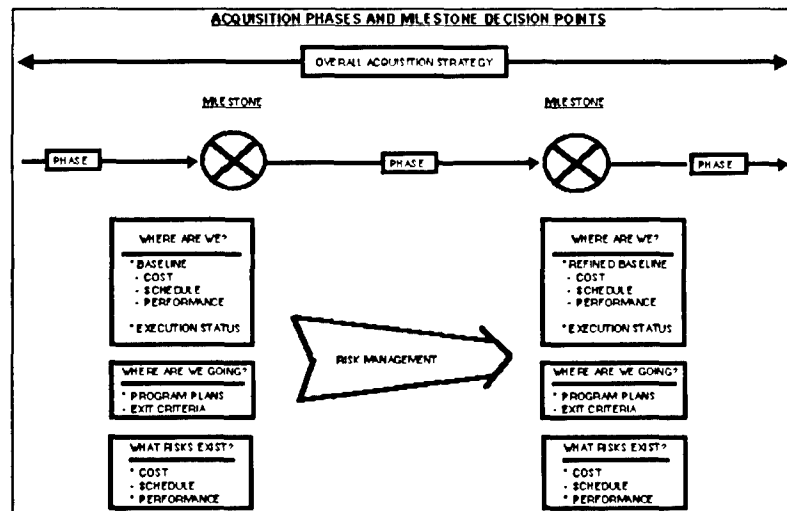 ACQUISITION PHASES AND MILESTONE DECISION POINTS
OVERALL ACQUISITION STRATEGY
MILESTONE
MILESTONE
PHASE
PHASE
PHASE
WHERE ARE WE?
* BASELINE
- COST
- SCHEDULE
- PERFORMANCE
* EXECUTION STATUS
WHERE ARE WE GOING?
* PROGRAM PLANS
- EXIT CRITERIA
WHAT RISKS EXIST?
* COST
- SCHEDULE
* PERFORMANCE
RISK MANAGEMENT
WHERE ARE WE?
* REFINED BASELINE
- COST
- SCHEDULE
- PERFORMANCE
* EXECUTION STATUS
WHERE ARE WE GOING?
* PROGRAM PLANS
- EXIT CRITERIA
WHAT RISKS EXIST?
* COST
- SCHEDULE
* PERFORMANCE